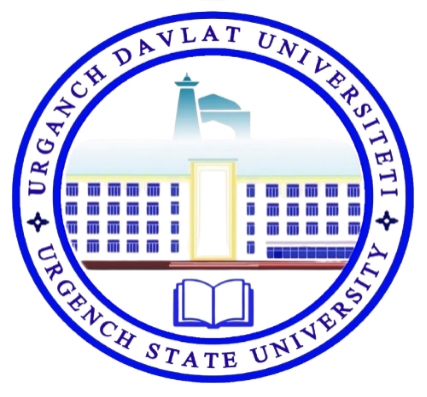 URGANCH DAVLAT UNIVERSITETI
URGENCH STATE UNIVERSITY